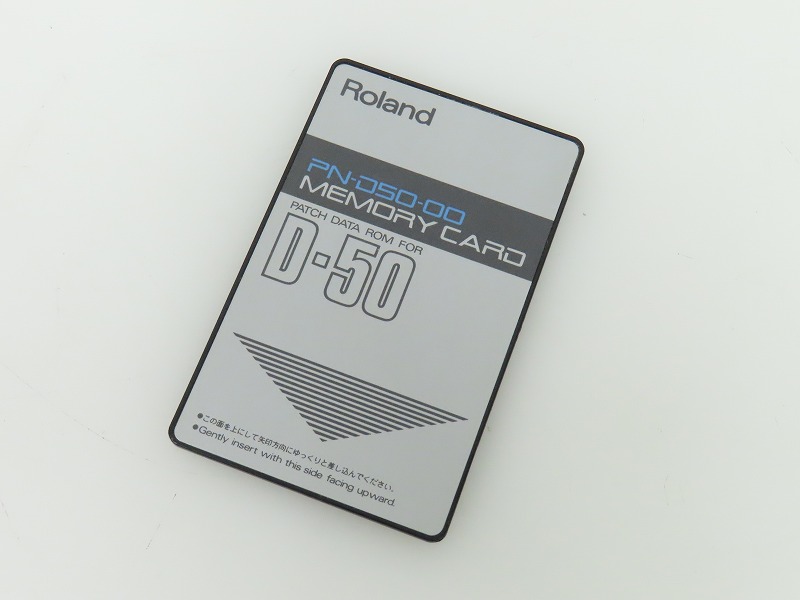 Roland
PN-D50-00
MEMORY CARD
PATCH DATA ROM FOR
D-50
●この面を上にして矢印方向にゆっくりと差し込んでください。
●Gently insert with this side facing upward.